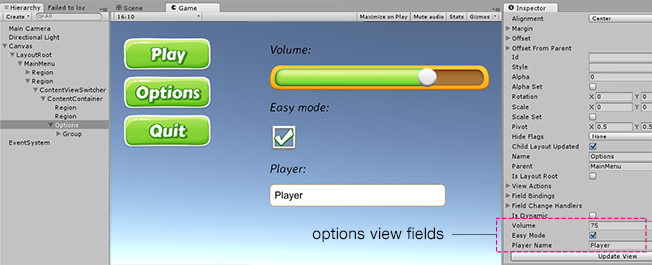 Hierarchy Failed to loa
Create All
Main Camera
Directional Light
Canvas
LayoutRoot
MainMenu
Region
Region
ContentViewSwitcher
ContentContainer
Region
Region
Options
Group
EventSystem
Scene Game
16:10 Maximize on Play Mute audio Stats Gizmos
Play
Options
Quit
Volume:
Easy mode:
Player:
Player
options view fields
Inspector
Alignment Center
Margin
Offset
Offset From Parent
Id
Style
Alpha 0
Alpha Set
Rotation X 0 Y 0
Scale X 0 Y 0
Scale Set
Pivot X 0.5 Y 0.5
Hide Flags None
Child Layout Updated
Name Options
Parent MainMenu
Is Layout Root
View Actions
Field Bindings
Field Change Handlers
Is Dynamic
Volume 75
Easy Mode
Player Name Player
Update View